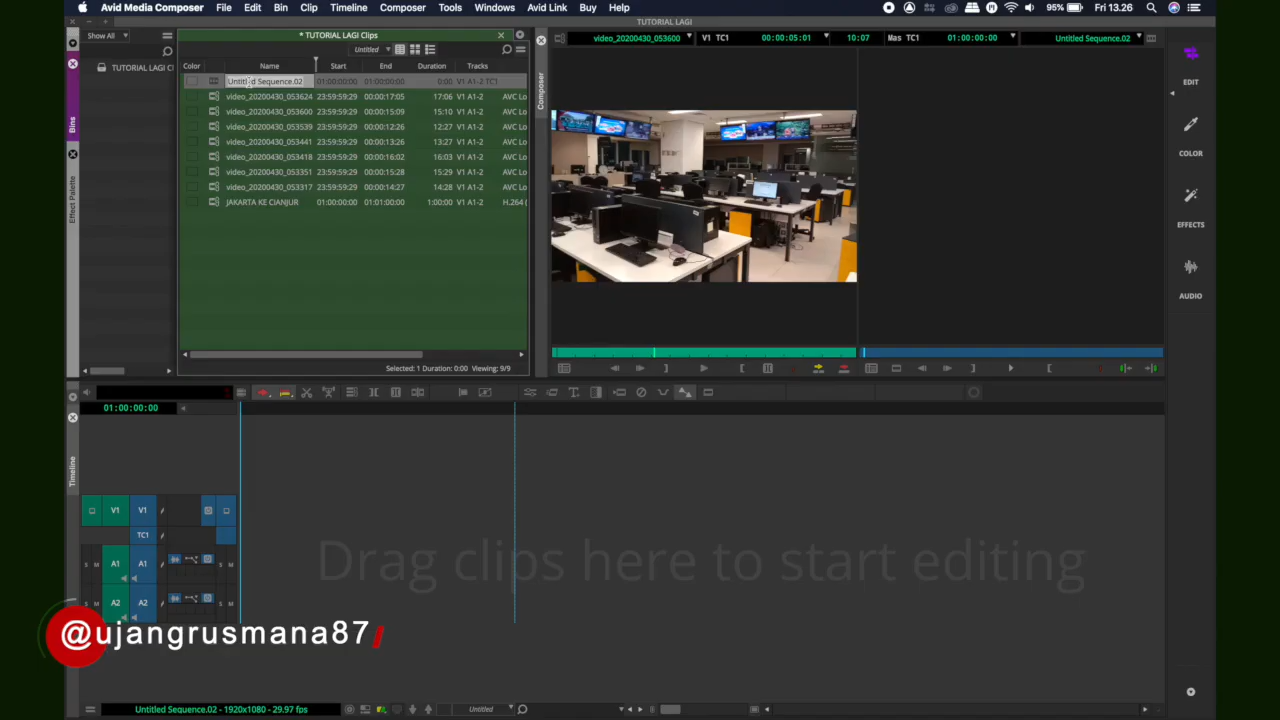 Avid Media Composer File Edit Bin Clip Timeline Composer Tools Windows Avid Link Buy Help 95% Fri 13.26
TUTORIAL LAGI
Show All
* TUTORIAL LAGI Clips
video_20200430_053600 V1 TC1 00:00:05:01 10:07 Mas TC1 01:00:00:00 Untitled Sequence.02
Untitled
Color Name Start End Duration Tracks
TUTORIAL LAGI C
Untitled Sequence.02 01:00:00:00 01:00:00:00 0:00 V1 A1-2 TC1
video_20200430_053624 23:59:59:29 00:00:17:05 17:06 V1 A1-2 AVC Lo
video_20200430_053600 23:59:59:29 00:00:15:09 15:10 V1 A1-2 AVC Lo
video_20200430_053539 23:59:59:29 00:00:12:26 12:27 V1 A1-2 AVC Lo
video_20200430_053441 23:59:59:29 00:00:13:26 13:27 V1 A1-2 AVC Lo
video_20200430_053418 23:59:59:29 00:00:16:02 16:03 V1 A1-2 AVC Lo
video_20200430_053351 23:59:59:29 00:00:15:28 15:29 V1 A1-2 AVC Lo
video_20200430_053317 23:59:59:29 00:00:14:27 14:28 V1 A1-2 AVC Lo
JAKARTA KE CIANJUR 01:00:00:00 01:01:00:00 1:00:00 V1 A1-2 H.264 (
Selected: 1 Duration: 0:00 Viewing: 9/9
Bins
Effect Palette
Composer
EDIT
COLOR
EFFECTS
AUDIO
01:00:00:00
Timeline
V1 V1
TC1
S M A1 A1 S M
S M A2 A2 S M
Drag clips here to start editing
@ujangrusmana87/
Untitled Sequence.02 - 1920x1080 - 29.97 fps Untitled